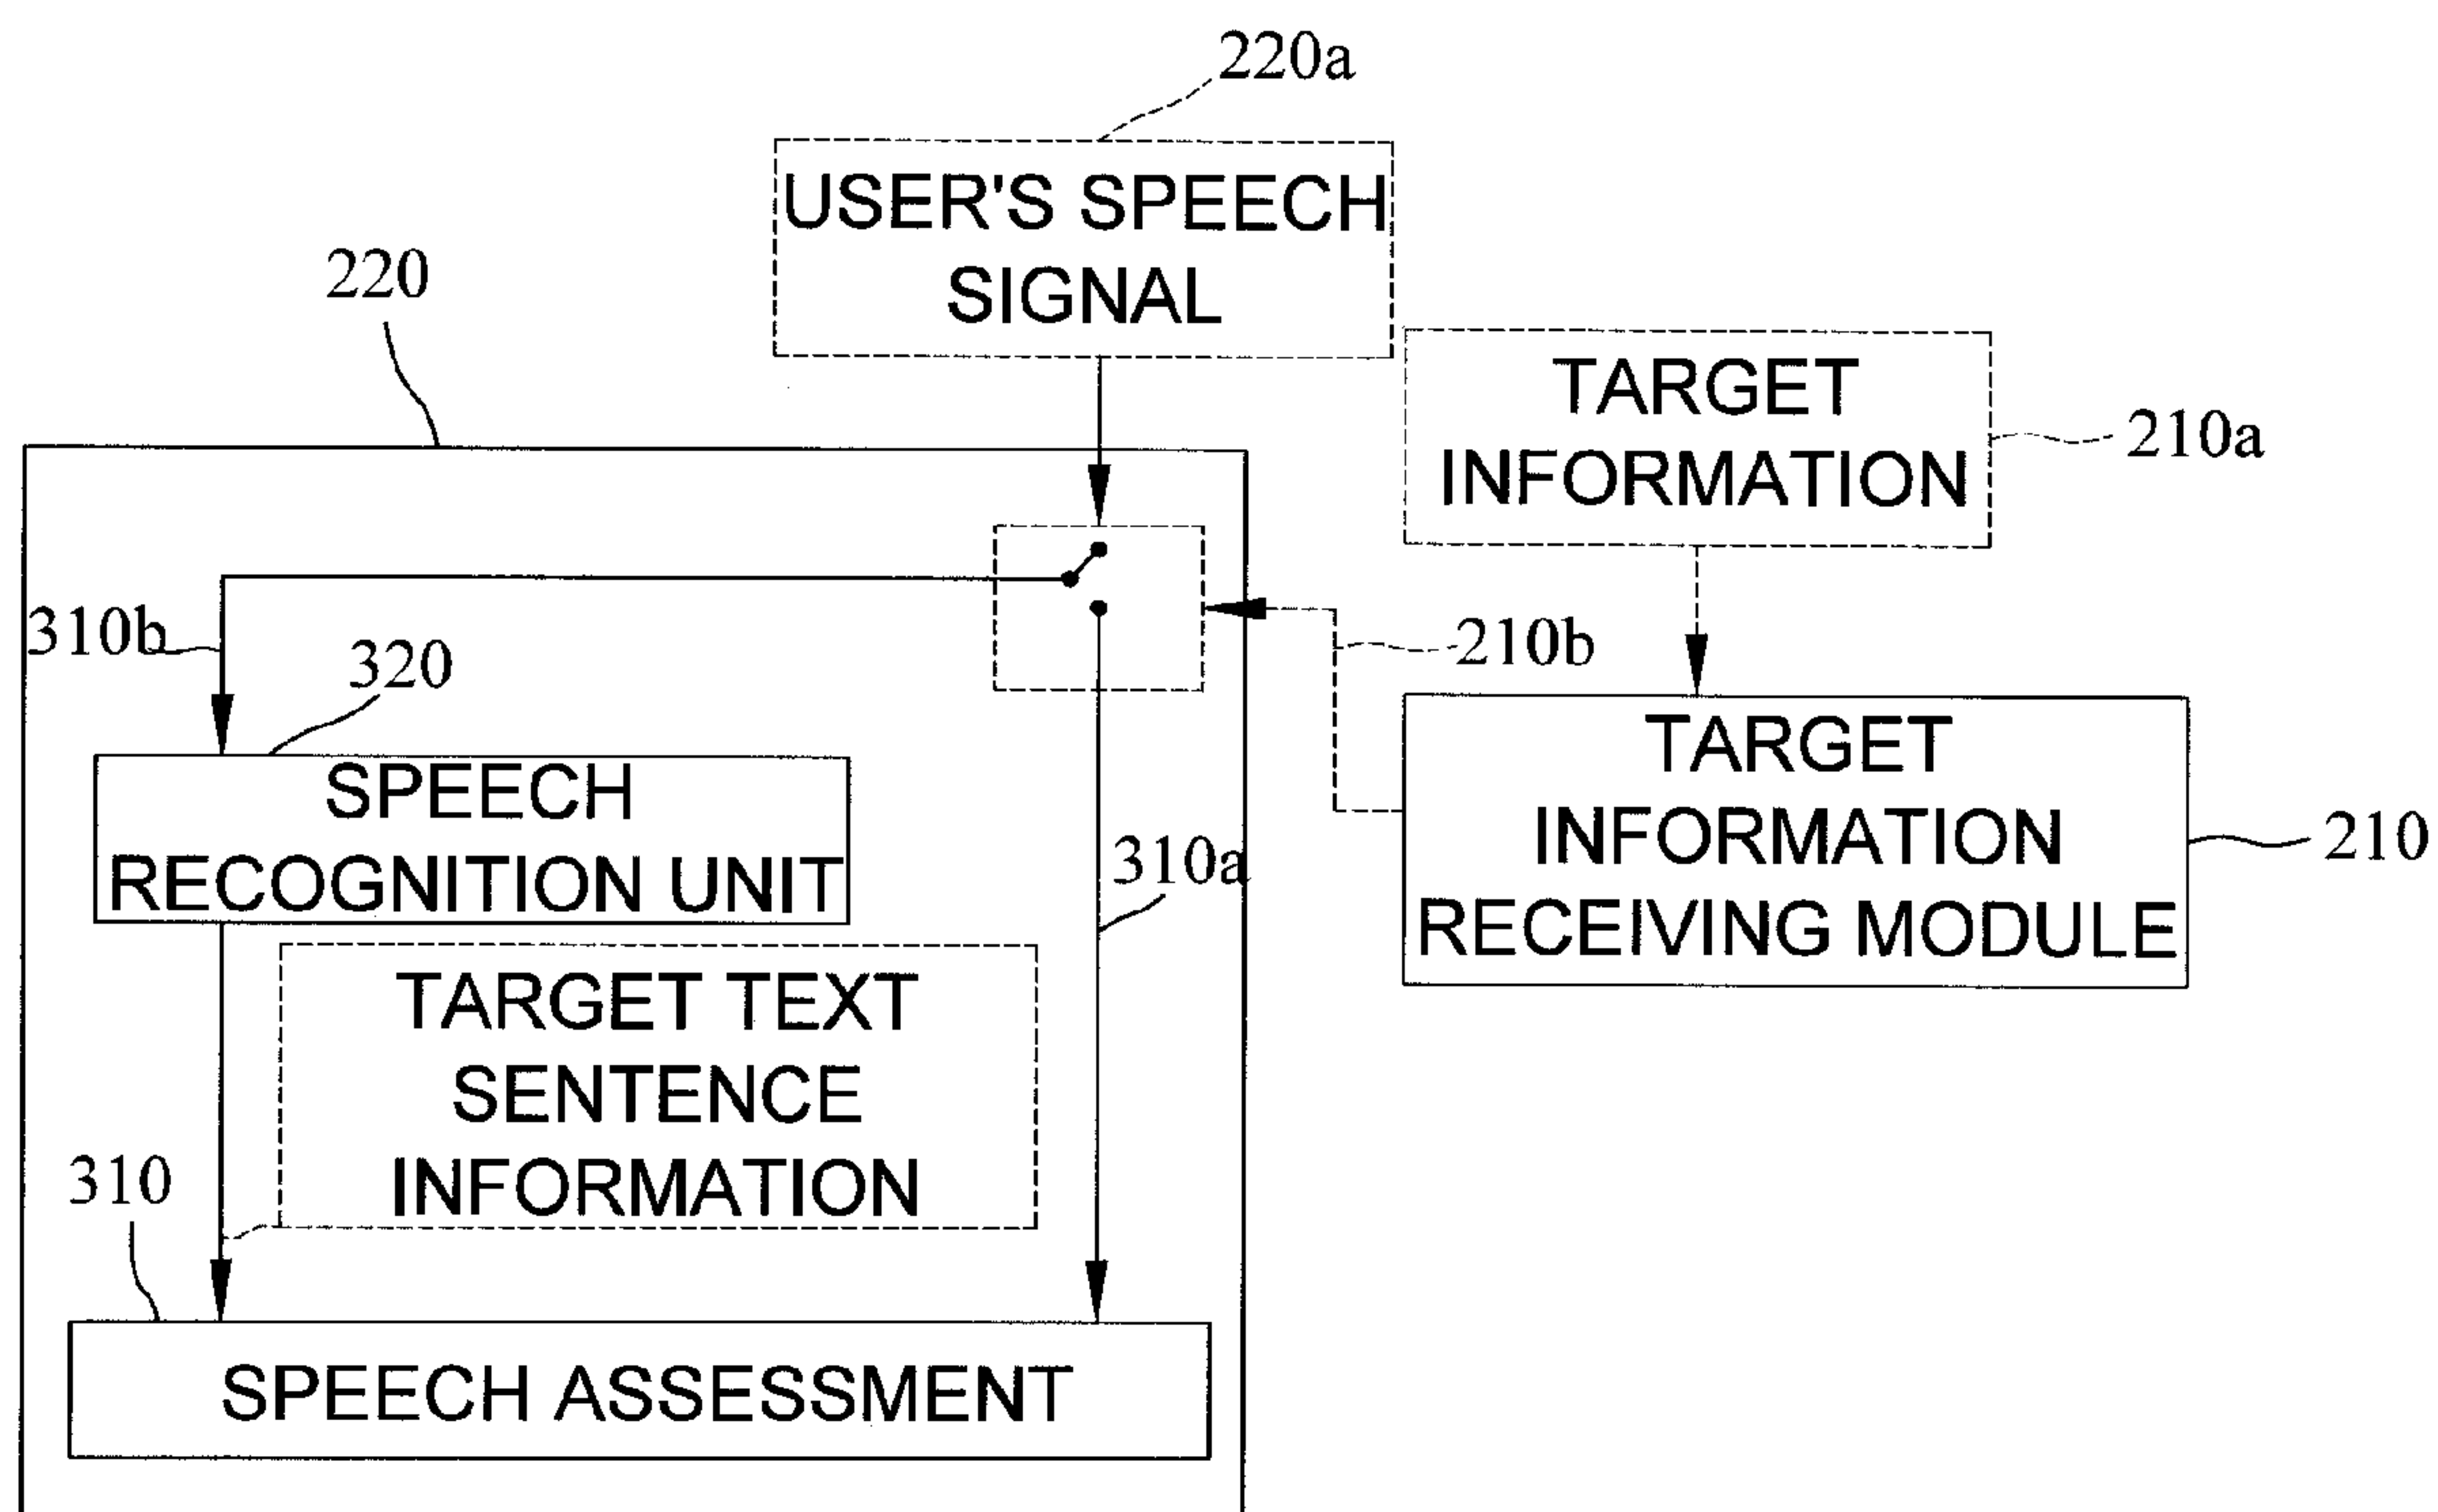 220a
USER'S SPEECH
SIGNAL
220
TARGET
INFORMATION
210a
310b
320
210b
SPEECH
RECOGNITION UNIT
TARGET
INFORMATION
RECEIVING MODULE
210
310a
TARGET TEXT
SENTENCE
INFORMATION
310
SPEECH ASSESSMENT